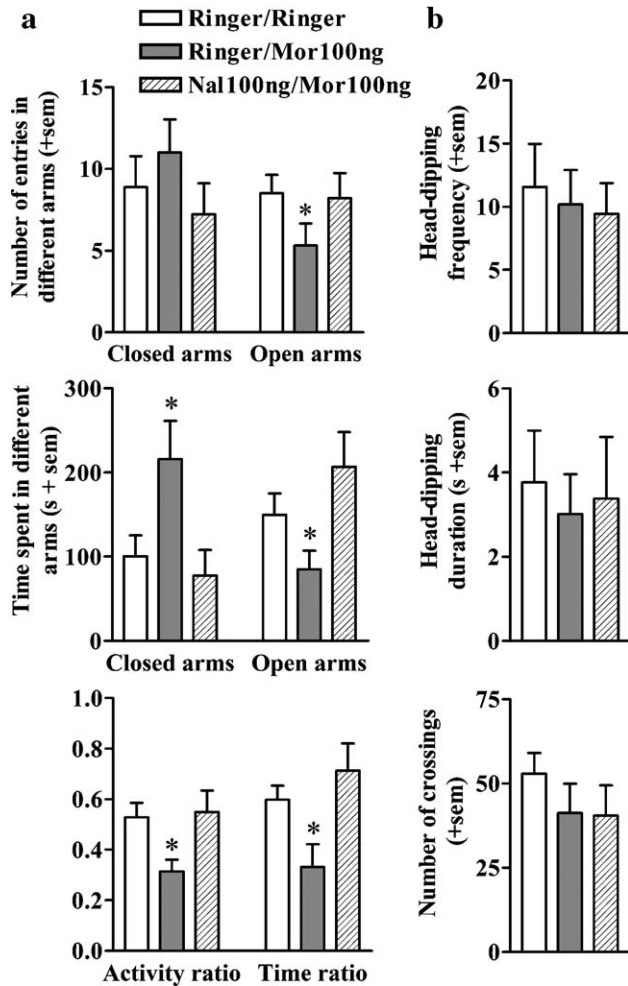 a
b
Ringer/Ringer
Ringer/Mor100ng
Nal100ng/Mor100ng
Number of entries in
different arms (+sem)
15
10
5
0
*
Closed arms
Open arms
Head-dipping
frequency (+sem)
20
15
10
5
0
Time spent in different
arms (s + sem)
300
200
100
0
*
*
Closed arms
Open arms
Head-dipping
duration (s +sem)
6
4
2
0
1.0
0.8
0.6
0.4
0.2
0.0
*
*
Activity ratio
Time ratio
Number of crossings
(+sem)
75
50
25
0